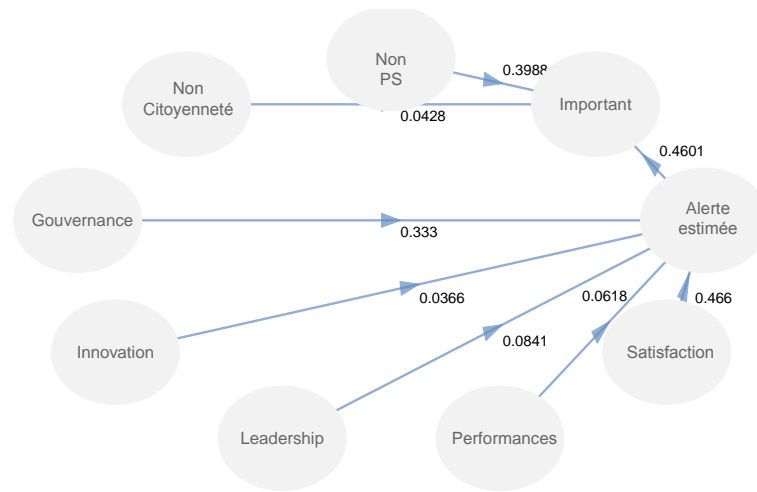 Non
PS
0.3988
Non
Citoyenneté
0.0428
Important
0.4601
Gouvernance
0.333
Alerte
estimée
0.0366
0.0618
0.466
Innovation
0.0841
Satisfaction
Leadership
Performances